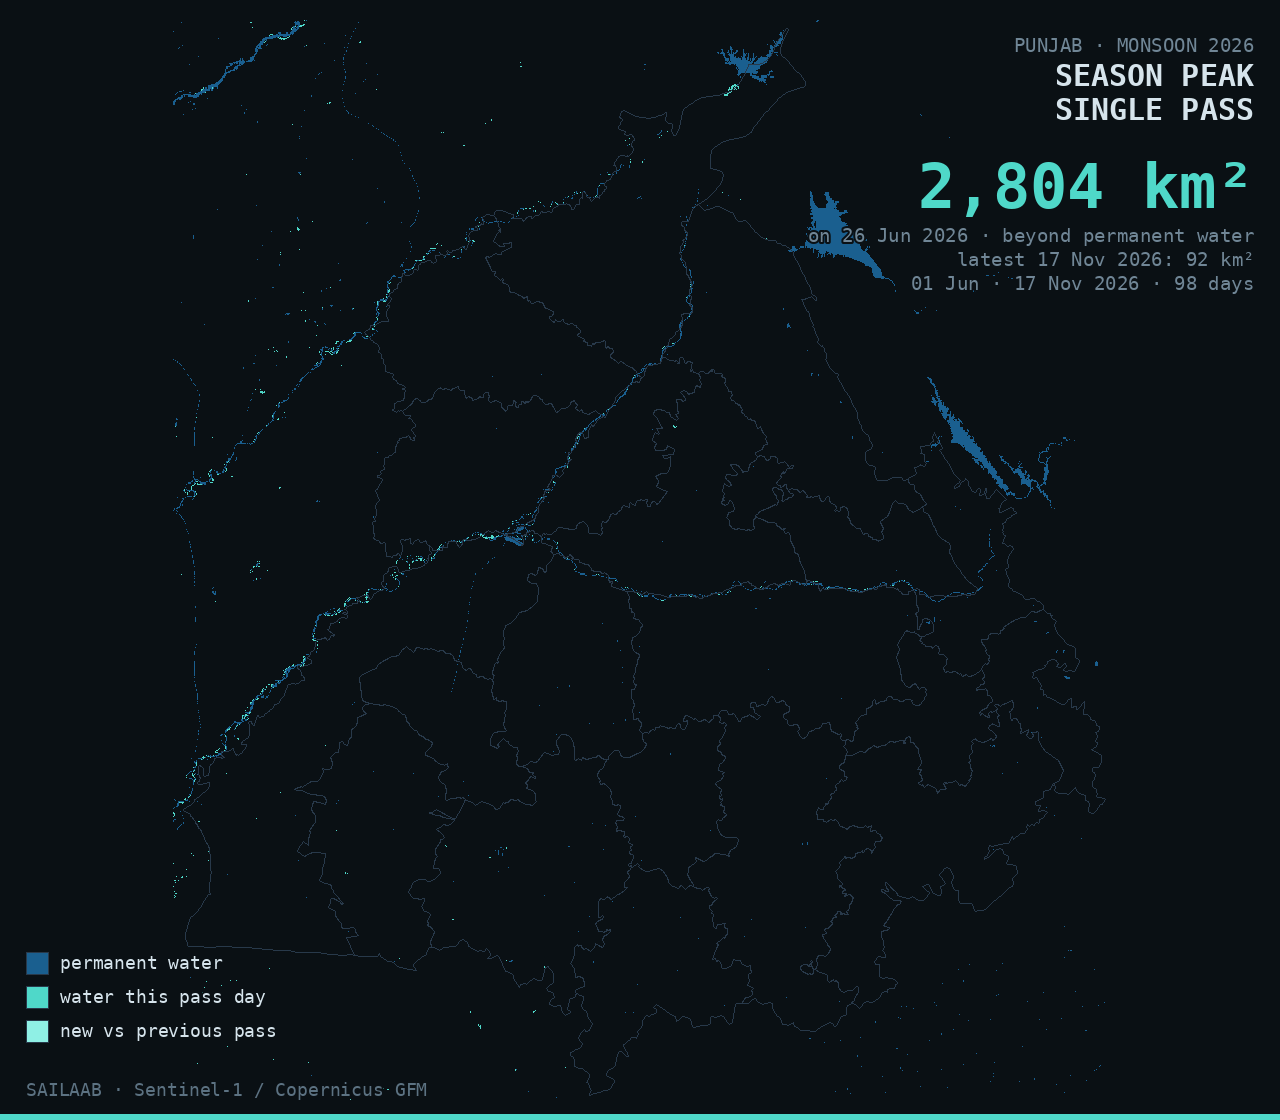 PUNJAB · MONSOON 2026
SEASON PEAK
SINGLE PASS
2,804 km²
on 26 Jun 2026 · beyond permanent water
latest 17 Nov 2026: 92 km²
01 Jun · 17 Nov 2026 · 98 days
permanent water
water this pass day
new vs previous pass
SAILAAB · Sentinel-1 / Copernicus GFM